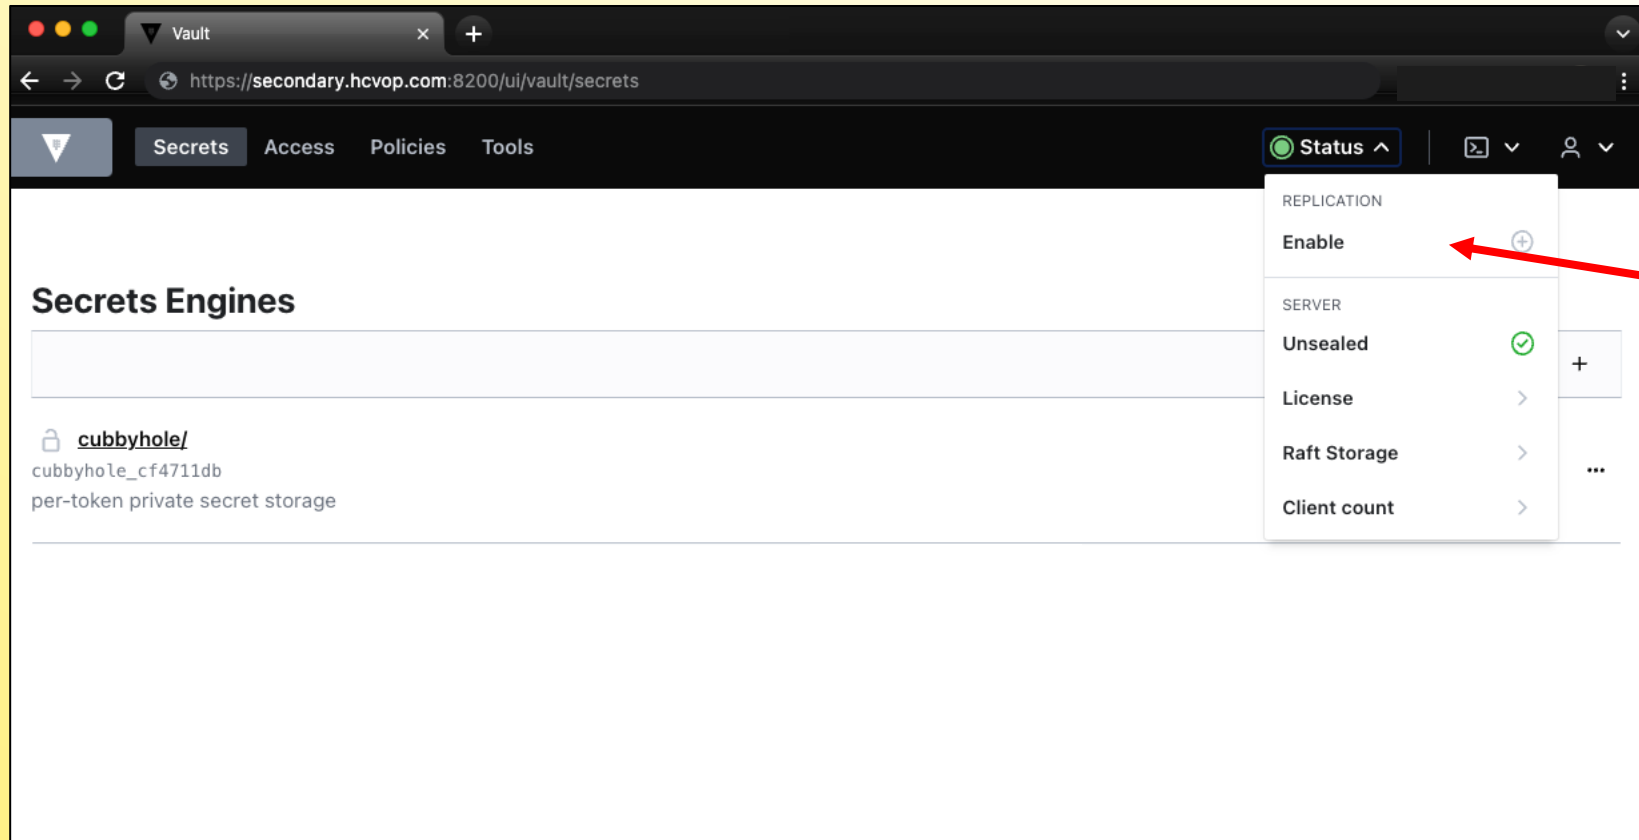 Vault
https://secondary.hcvop.com:8200/ui/vault/secrets
Secrets Access Policies Tools Status
REPLICATION
Enable
Secrets Engines
SERVER
Unsealed
License
cubbyhole/
cubbyhole_cf4711db
Raft Storage
per-token private secret storage
Client count